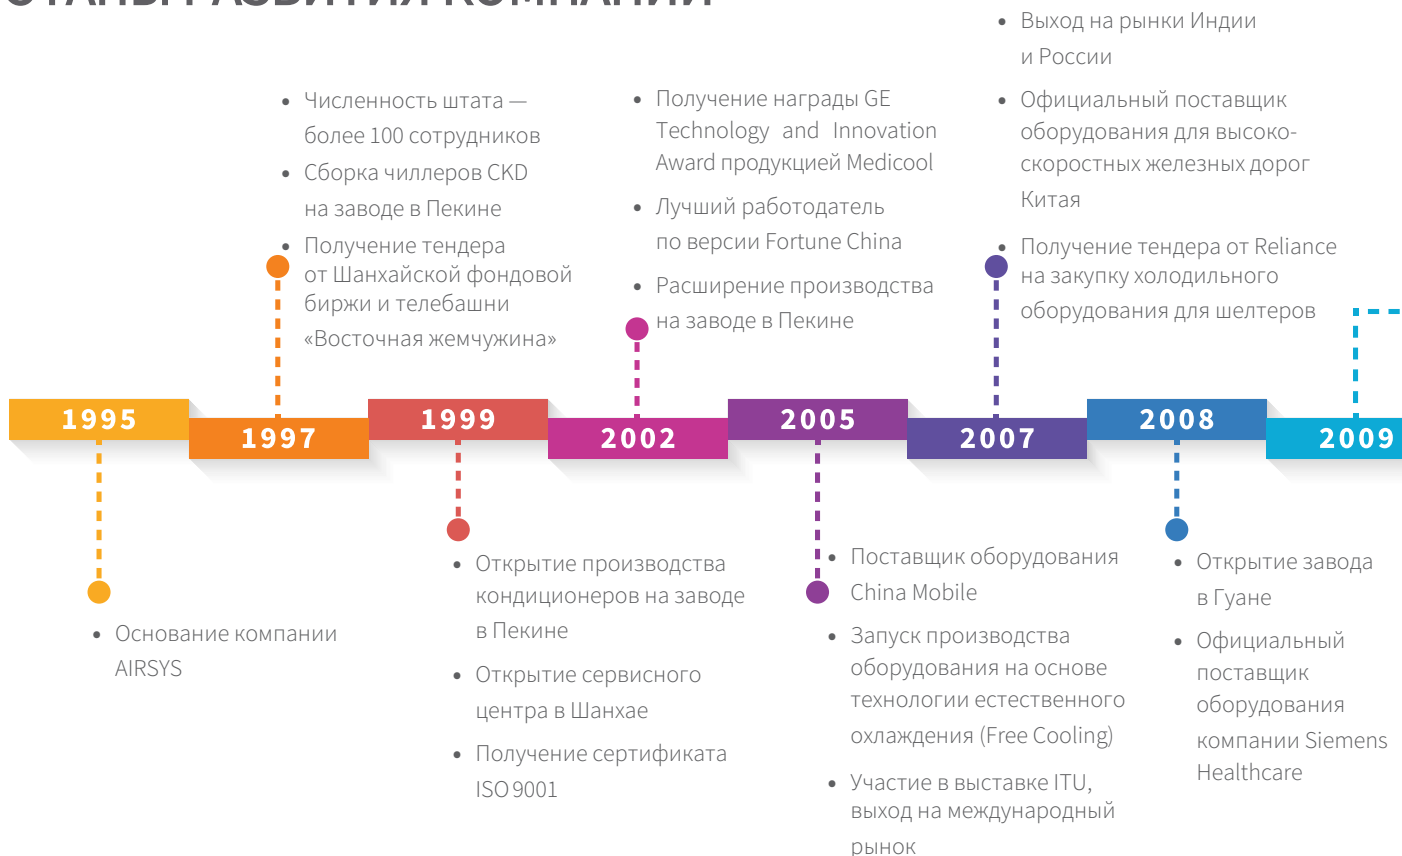 ЭТАПЫ РАЗВИТИЯ КОМПАНИИ
• Численность штата —
более 100 сотрудников
• Сборка чиллеров CKD
на заводе в Пекине
• Получение тендера
от Шанхайской фондовой
биржи и телебашни
«Восточная жемчужина»
• Получение награды GE
Technology and Innovation
Award продукцией Medicool
• Лучший работодатель
по версии Fortune China
• Расширение производства
на заводе в Пекине
• Выход на рынки Индии
и России
• Официальный поставщик
оборудования для высоко-
скоростных железных дорог
Китая
• Получение тендера от Reliance
на закупку холодильного
оборудования для шелтеров
1995
1997
1999
2002
2005
2007
2008
2009
• Основание компании
AIRSYS
• Открытие производства
кондиционеров на заводе
в Пекине
• Открытие сервисного
центра в Шанхае
• Получение сертификата
ISO 9001
• Поставщик оборудования
China Mobile
• Запуск производства
оборудования на основе
технологии естественного
охлаждения (Free Cooling)
• Участие в выставке ITU,
выход на международный
рынок
• Открытие завода
в Гуане
• Официальный
поставщик
оборудования
компании Siemens
Healthcare